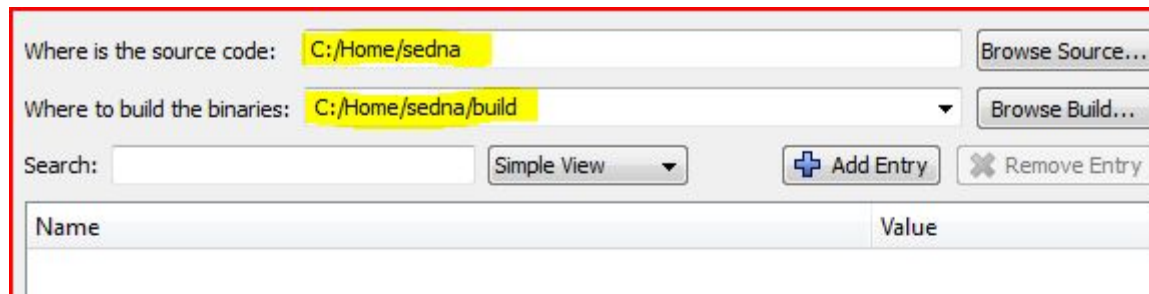 Where is the source code: C:/Home/sedna Browse Source...
Where to build the binaries: C:/Home/sedna/build Browse Build...
Search: Simple View Add Entry Remove Entry
Name Value